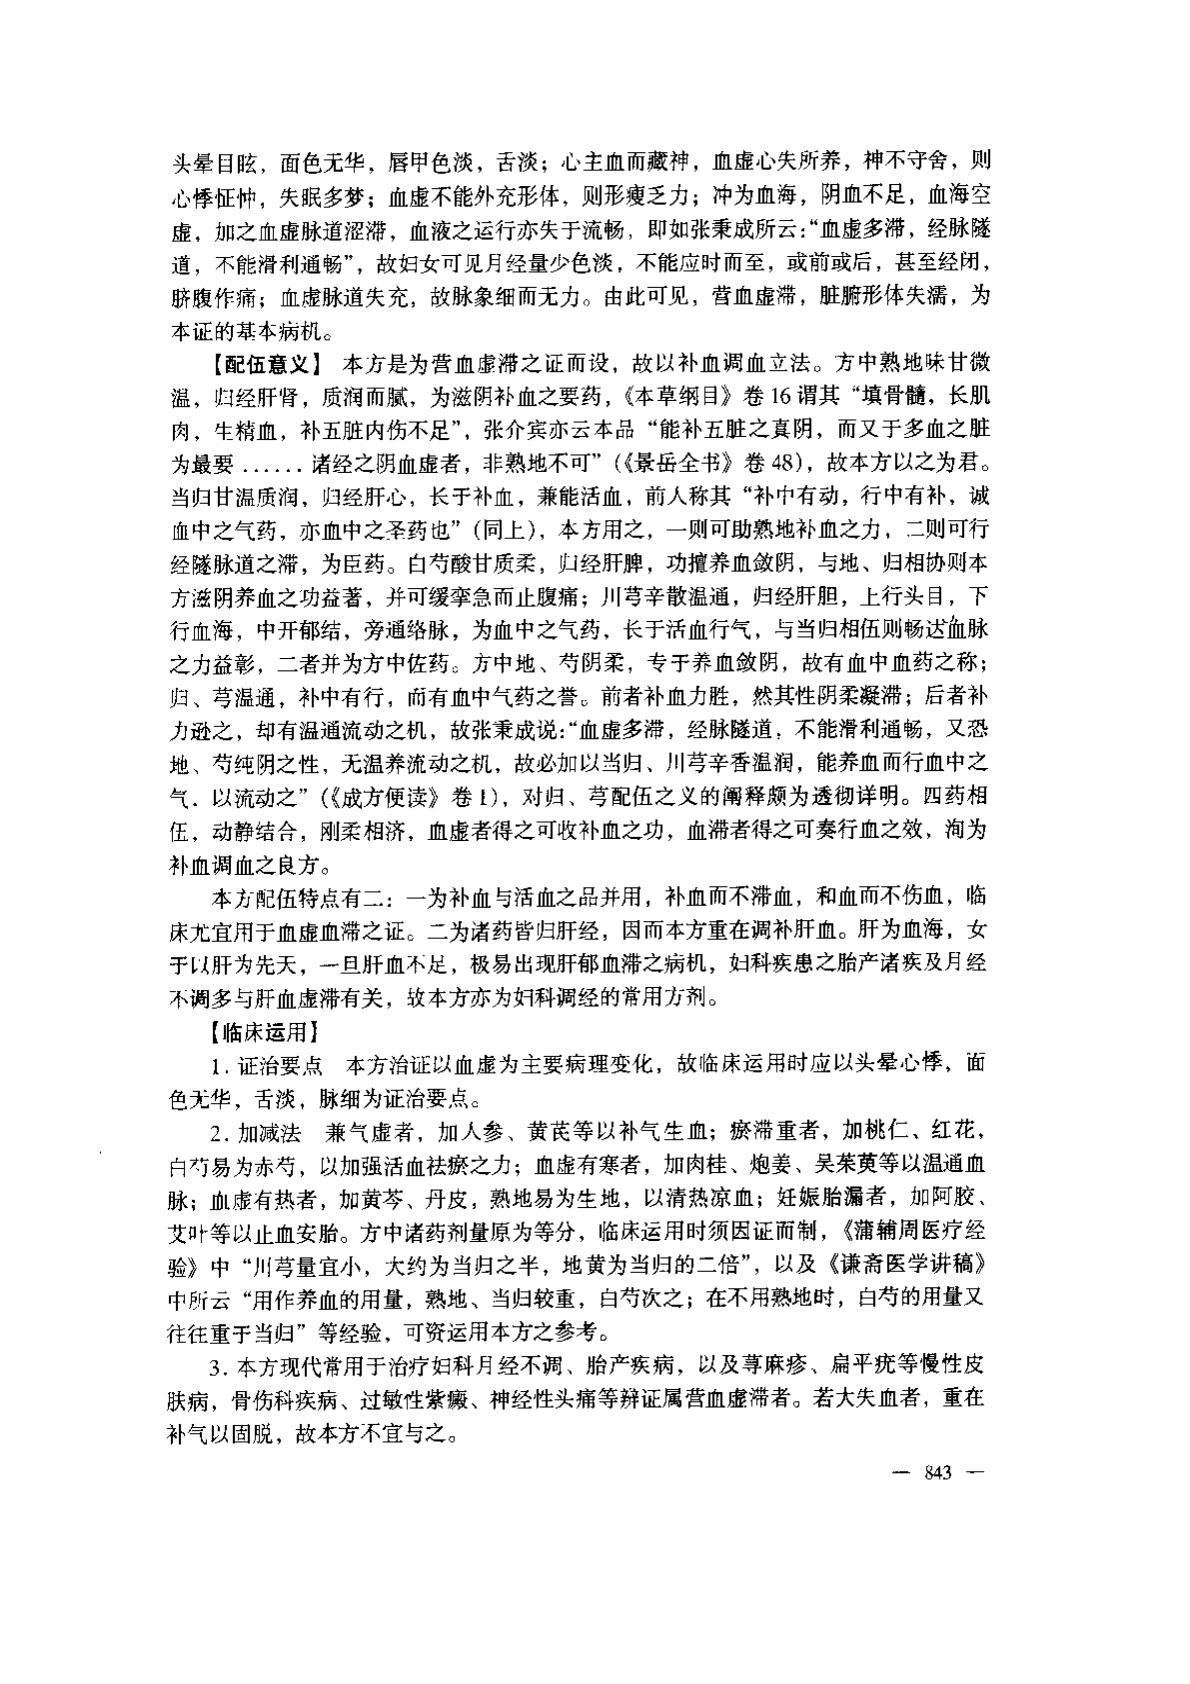 头晕目眩，面色无华，唇甲色淡，舌淡；心主血而藏神，血虚心失所养，神不守舍，则
心悸怔忡，失眠多梦；血虚不能外充形体，则形瘦乏力；冲为血海，阴血不足，血海空
虚，加之血虚脉道涩滞，血液之运行亦失于流畅，即如张秉成所云：“血虚多滞，经脉隧
道，不能滑利通畅”，故妇女可见月经量少色淡，不能应时而至，或前或后，甚至经闭，
脐腹作痛；血虚脉道失充，故脉象细而无力。由此可见，营血虚滞，脏腑形体失濡，为
本证的基本病机。
【配伍意义】 本方是为营血虚滞之证而设，故以补血调血立法。方中熟地味甘微
温，归经肝肾，质润而腻，为滋阴补血之要药，《本草纲目》卷 16 谓其“填骨髓，长肌
肉，生精血，补五脏内伤不足”，张介宾亦云本品“能补五脏之真阴，而又于多血之脏
为最要 ...... 诸经之阴血虚者，非熟地不可”（《景岳全书》卷 48），故本方以之为君。
当归甘温质润，归经肝心，长于补血，兼能活血，前人称其“补中有动，行中有补，诚
血中之气药，亦血中之圣药也”（同上），本方用之，一则可助熟地补血之力，二则可行
经隧脉道之滞，为臣药。白芍酸甘质柔，归经肝脾，功擅养血敛阴，与地、归相协则本
方滋阴养血之功益著，并可缓挛急而止腹痛；川芎辛散温通，归经肝胆，上行头目，下
行血海，中开郁结，旁通络脉，为血中之气药，长于活血行气，与当归相伍则畅达血脉
之力益彰，二者并为方中佐药。方中地、芍阴柔，专于养血敛阴，故有血中血药之称；
归、芎温通，补中有行，而有血中气药之誉。前者补血力胜，然其性阴柔凝滞；后者补
力逊之，却有温通流动之机，故张秉成说：“血虚多滞，经脉隧道，不能滑利通畅，又恐
地、芍纯阴之性，无温养流动之机，故必加以当归、川芎辛香温润，能养血而行血中之
气．以流动之”（《成方便读》卷 1），对归、芎配伍之义的阐释颇为透彻详明。四药相
伍，动静结合，刚柔相济，血虚者得之可收补血之功，血滞者得之可奏行血之效，洵为
补血调血之良方。
本方配伍特点有二：一为补血与活血之品并用，补血而不滞血，和血而不伤血，临
床尤宜用于血虚血滞之证。二为诸药皆归肝经，因而本方重在调补肝血。肝为血海，女
子以肝为先天，一旦肝血不足，极易出现肝郁血滞之病机，妇科疾患之胎产诸疾及月经
不调多与肝血虚滞有关，故本方亦为妇科调经的常用方剂。
【临床运用】
1. 证治要点 本方治证以血虚为主要病理变化，故临床运用时应以头晕心悸，面
色无华，舌淡，脉细为证治要点。
2. 加减法 兼气虚者，加人参、黄芪等以补气生血；瘀滞重者，加桃仁、红花，
白芍易为赤芍，以加强活血祛瘀之力；血虚有寒者，加肉桂、炮姜、吴茱萸等以温通血
脉；血虚有热者，加黄芩、丹皮，熟地易为生地，以清热凉血；妊娠胎漏者，加阿胶、
艾叶等以止血安胎。方中诸药剂量原为等分，临床运用时须因证而制，《蒲辅周医疗经
验》中“川芎量宜小，大约为当归之半，地黄为当归的二倍”，以及《谦斋医学讲稿》
中所云“用作养血的用量，熟地、当归较重，白芍次之；在不用熟地时，白芍的用量又
往往重于当归”等经验，可资运用本方之参考。
3. 本方现代常用于治疗妇科月经不调、胎产疾病，以及荨麻疹、扁平疣等慢性皮
肤病，骨伤科疾病、过敏性紫癜、神经性头痛等辨证属营血虚滞者。若大失血者，重在
补气以固脱，故本方不宜与之。
— 843 —